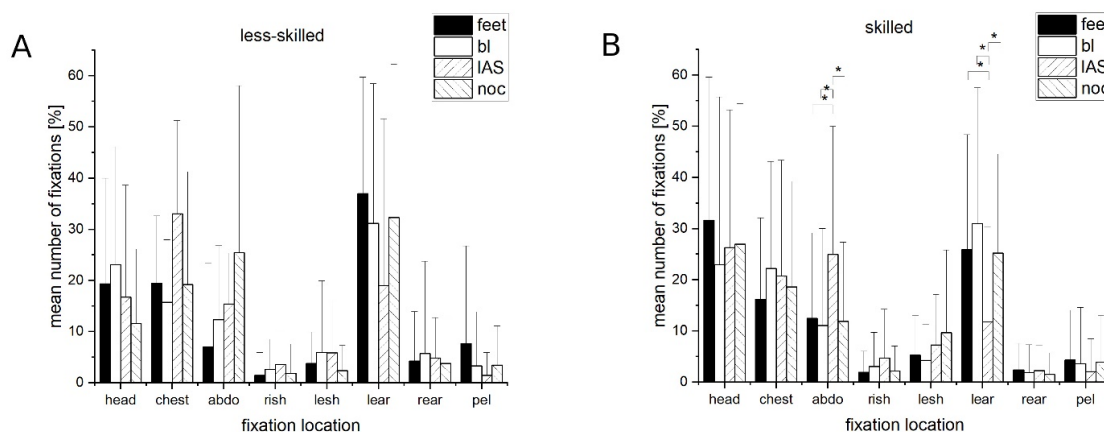 A
less-skilled
feet
bl
IAS
noc
mean number of fixations [%]
60
50
40
30
20
10
0
head chest abdo rish lesh lear rear pel
fixation location
B
skilled
feet
bl
IAS
noc
* * *
* * *
mean number of fixations [%]
60
50
40
30
20
10
0
head chest abdo rish lesh lear rear pel
fixation location